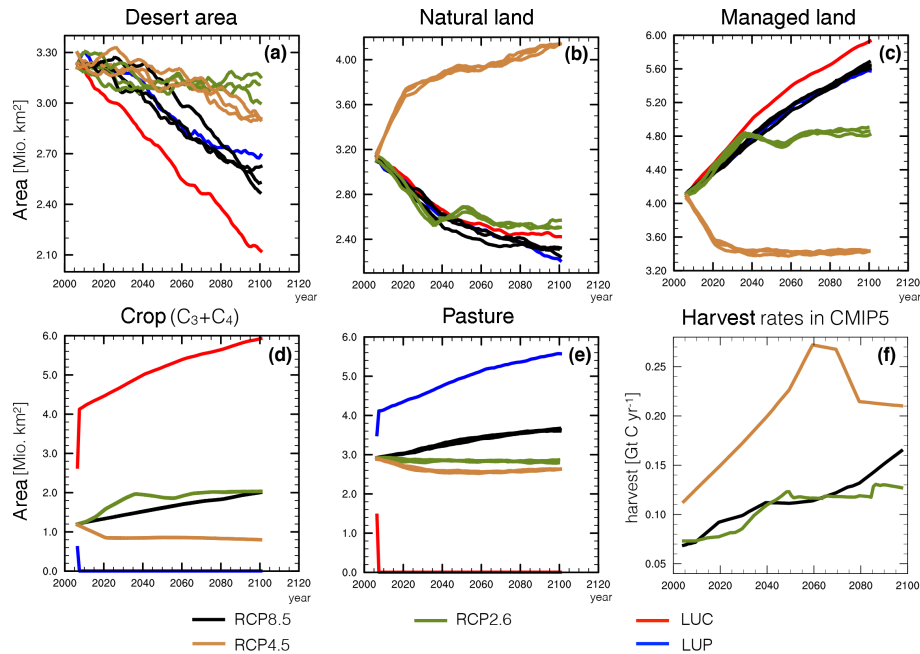 Desert area
Natural land
Managed land
(a)
(b)
(c)
Area [Mio. km²]
3.30
3.00
2.70
2.40
2.10
4.00
3.60
3.20
2.80
2.40
6.00
5.60
5.20
4.80
4.40
4.00
3.60
3.20
2000 2020 2040 2060 2080 2100 2120
2000 2020 2040 2060 2080 2100 2120
2000 2020 2040 2060 2080 2100 2120
year
year
year
Crop (C₃+C₄)
Pasture
Harvest rates in CMIP5
(d)
(e)
(f)
Area [Mio. km²]
6.0
5.0
4.0
3.0
2.0
1.0
0.0
6.0
5.0
4.0
3.0
2.0
1.0
0.0
harvest [Gt C yr⁻¹]
0.25
0.20
0.15
0.10
0.05
2000 2020 2040 2060 2080 2100 2120
2000 2020 2040 2060 2080 2100 2120
2000 2020 2040 2060 2080 2100
year
year
RCP8.5
RCP2.6
LUC
RCP4.5
LUP